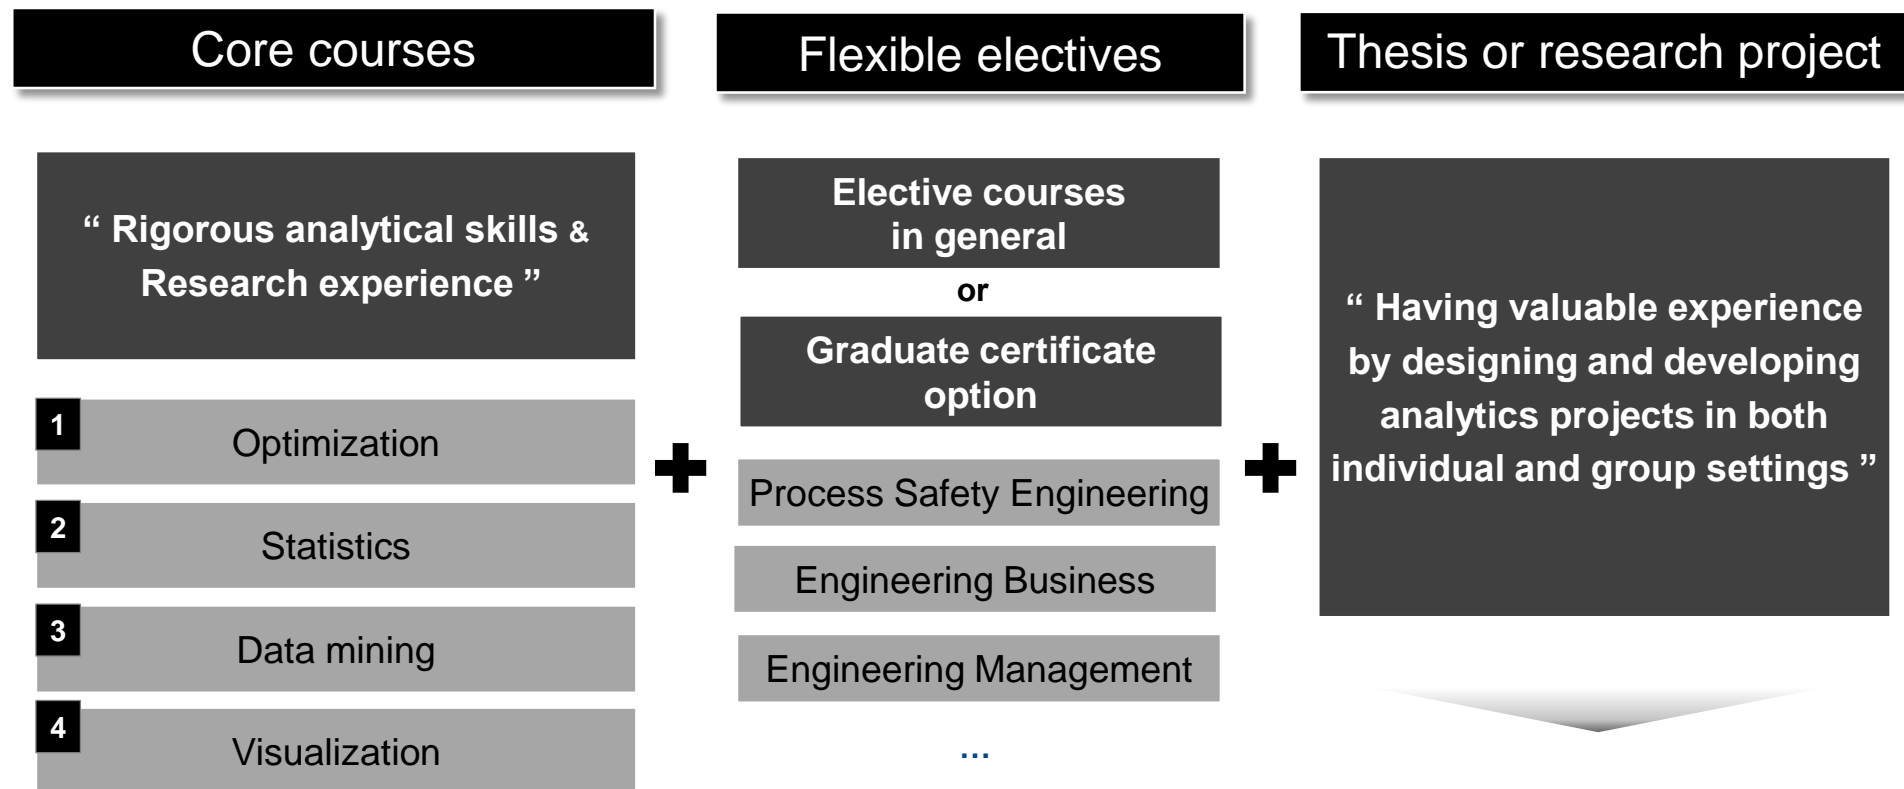 Core courses
“ Rigorous analytical skills &
Research experience ”
1
Optimization
2
Statistics
3
Data mining
4
Visualization
Flexible electives
Elective courses
in general
or
Graduate certificate
option
Process Safety Engineering
Engineering Business
Engineering Management
...
Thesis or research project
“ Having valuable experience
by designing and developing
analytics projects in both
individual and group settings ”